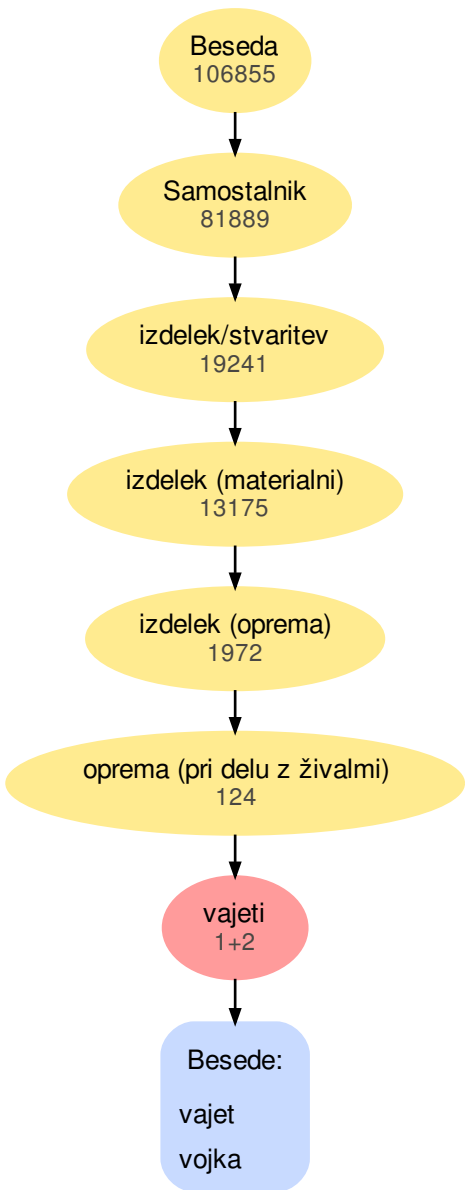 Beseda
106855
Samostalnik
81889
izdelek/stvaritev
19241
izdelek (materialni)
13175
izdelek (oprema)
1972
oprema (pri delu z živalmi)
124
vajeti
1+2
Besede:
vajet
vojka